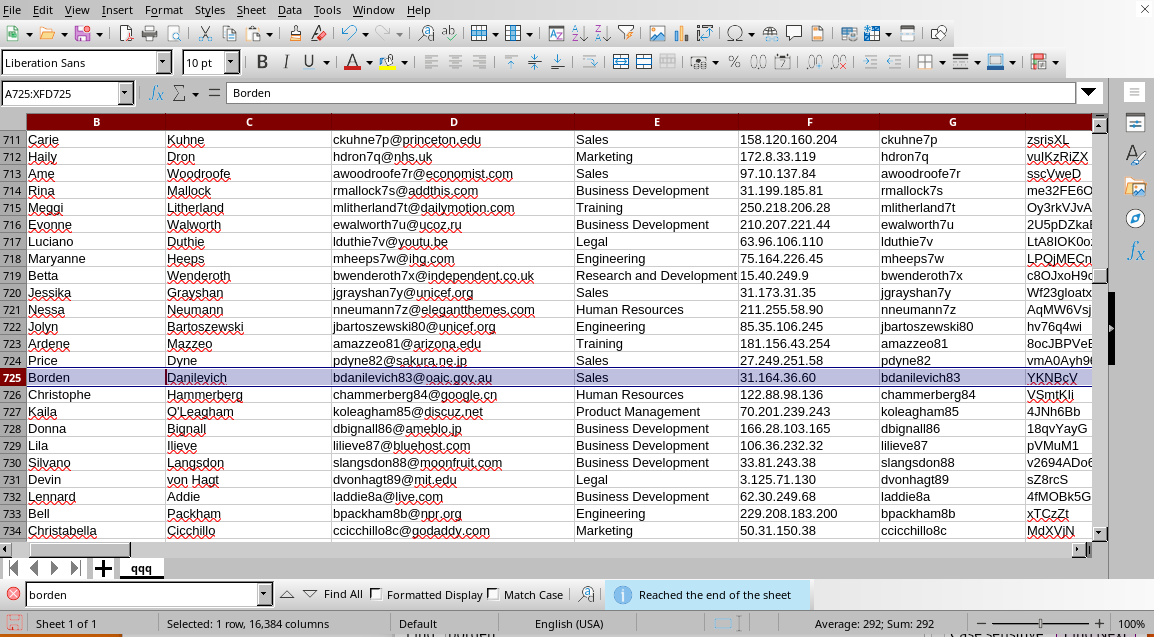 File Edit View Insert Format Styles Sheet Data Tools Window Help
Liberation Sans 10 pt
A725:XFD725 Borden
B C D E F G
711 Carie Kuhne ckuhne7p@princeton.edu Sales 158.120.160.204 ckuhne7p zsrisXL
712 Haily Dron hdron7q@nhs.uk Marketing 172.8.33.119 hdron7q yuIKzRiZX
713 Ame Woodroofe awoodroofe7r@economist.com Sales 97.10.137.84 awoodroofe7r sscVweD
714 Rina Mallock rmallock7s@addthis.com Business Development 31.199.185.81 rmallock7s me32FE6O
715 Meggi Litherland mlitherland7t@dailymotion.com Training 250.218.206.28 mlitherland7t Oy3rkVJvA
716 Evonne Walworth ewalworth7u@ucoz.ru Business Development 210.207.221.44 ewalworth7u 2U5pDZkaI
717 Luciano Duthie lduthie7v@youtu.be Legal 63.96.106.110 lduthie7v LtA8IOK0o
718 Maryanne Heeps mheeps7w@ihg.com Engineering 75.164.226.45 mheeps7w LPQjMECn
719 Betta Wenderoth bwenderoth7x@independent.co.uk Research and Development 15.40.249.9 bwenderoth7x c8OJxoH9
720 Jessika Grayshan jgrayshan7y@unicef.org Sales 31.173.31.35 jgrayshan7y Wf23gloatx
721 Nessa Neumann nneumann7z@elegantthemes.com Human Resources 211.255.58.90 nneumann7z AqMW6Vsj
722 Jolyn Bartoszewski jbartoszewski80@unicef.org Engineering 85.35.106.245 jbartoszewski80 hv76q4wi
723 Ardene Mazzeo amazzeo81@arizona.edu Training 181.156.43.254 amazzeo81 8ocJBPVe
724 Price Dyne pdyne82@sakura.ne.jp Sales 27.249.251.58 pdyne82 vmA0Ayh9
725 Borden Danilevich bdanilevich83@oaic.gov.au Sales 31.164.36.60 bdanilevich83 YKNBcV
726 Christophe Hammerberg chammerberg84@google.cn Human Resources 122.88.98.136 chammerberg84 VSmtKIi
727 Kaila O'Leagham koleagham85@discuz.net Product Management 70.201.239.243 koleagham85 4JNh6Bb
728 Donna Bignall dbignall86@ameblo.jp Business Development 166.28.103.165 dbignall86 18qvYayG
729 Lila Ilieve lilieve87@bluehost.com Business Development 106.36.232.32 lilieve87 pVMuM1
730 Silvano Langsdon slangsdon88@moonfruit.com Business Development 33.81.243.38 slangsdon88 v2694ADo6
731 Devin von Hagt dvonhagt89@mit.edu Legal 3.125.71.130 dvonhagt89 sZ8rcS
732 Lennard Addie laddie8a@live.com Business Development 62.30.249.68 laddie8a 4fMOBk5G
733 Bell Packham bpackham8b@npr.org Engineering 229.208.183.200 bpackham8b xTCzZt
734 Christabella Cicchillo ccicchillo8c@godaddy.com Marketing 50.31.150.38 ccicchillo8c MdXVjN
qqq
borden Find All Formatted Display Match Case Reached the end of the sheet
Sheet 1 of 1 Selected: 1 row, 16,384 columns Default English (USA) Average: 292; Sum: 292 100%